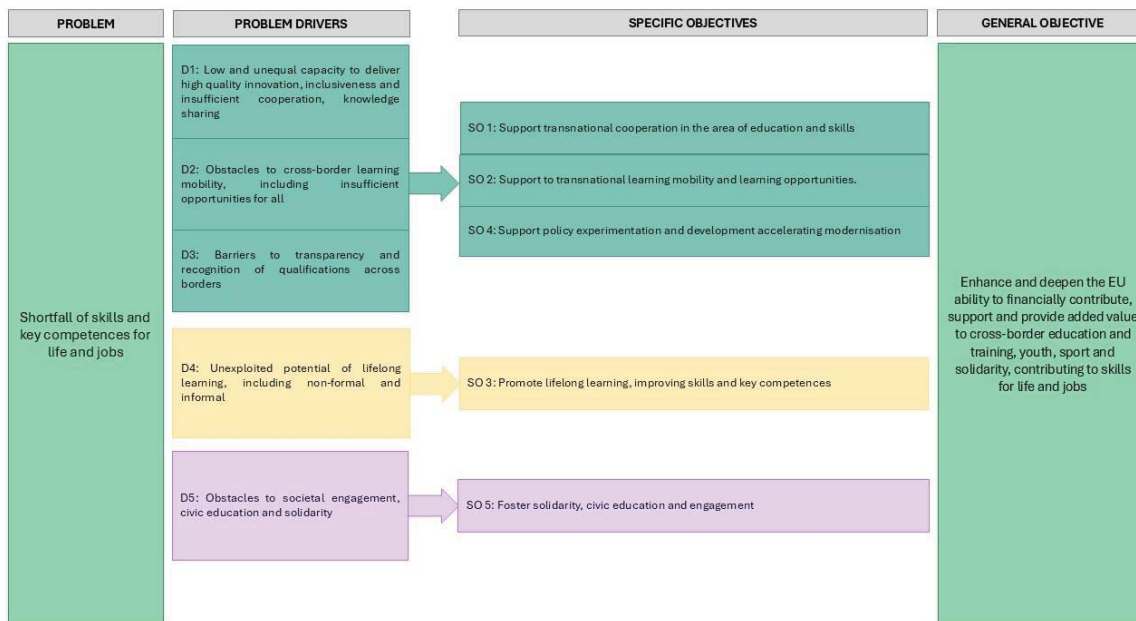 PROBLEM
PROBLEM DRIVERS
SPECIFIC OBJECTIVES
GENERAL OBJECTIVE
Shortfall of skills and
key competences for
life and jobs
D1: Low and unequal capacity to deliver
high quality innovation, inclusiveness and
insufficient cooperation, knowledge
sharing
D2: Obstacles to cross-border learning
mobility, including insufficient
opportunities for all
D3: Barriers to transparency and
recognition of qualifications across
borders
D4: Unexploited potential of lifelong
learning, including non-formal and
informal
D5: Obstacles to societal engagement,
civic education and solidarity
SO 1: Support transnational cooperation in the area of education and skills
SO 2: Support to transnational learning mobility and learning opportunities.
SO 4: Support policy experimentation and development accelerating modernisation
SO 3: Promote lifelong learning, improving skills and key competences
SO 5: Foster solidarity, civic education and engagement
Enhance and deepen the EU
ability to financially contribute,
support and provide added value
to cross-border education and
training, youth, sport and
solidarity, contributing to skills
for life and jobs